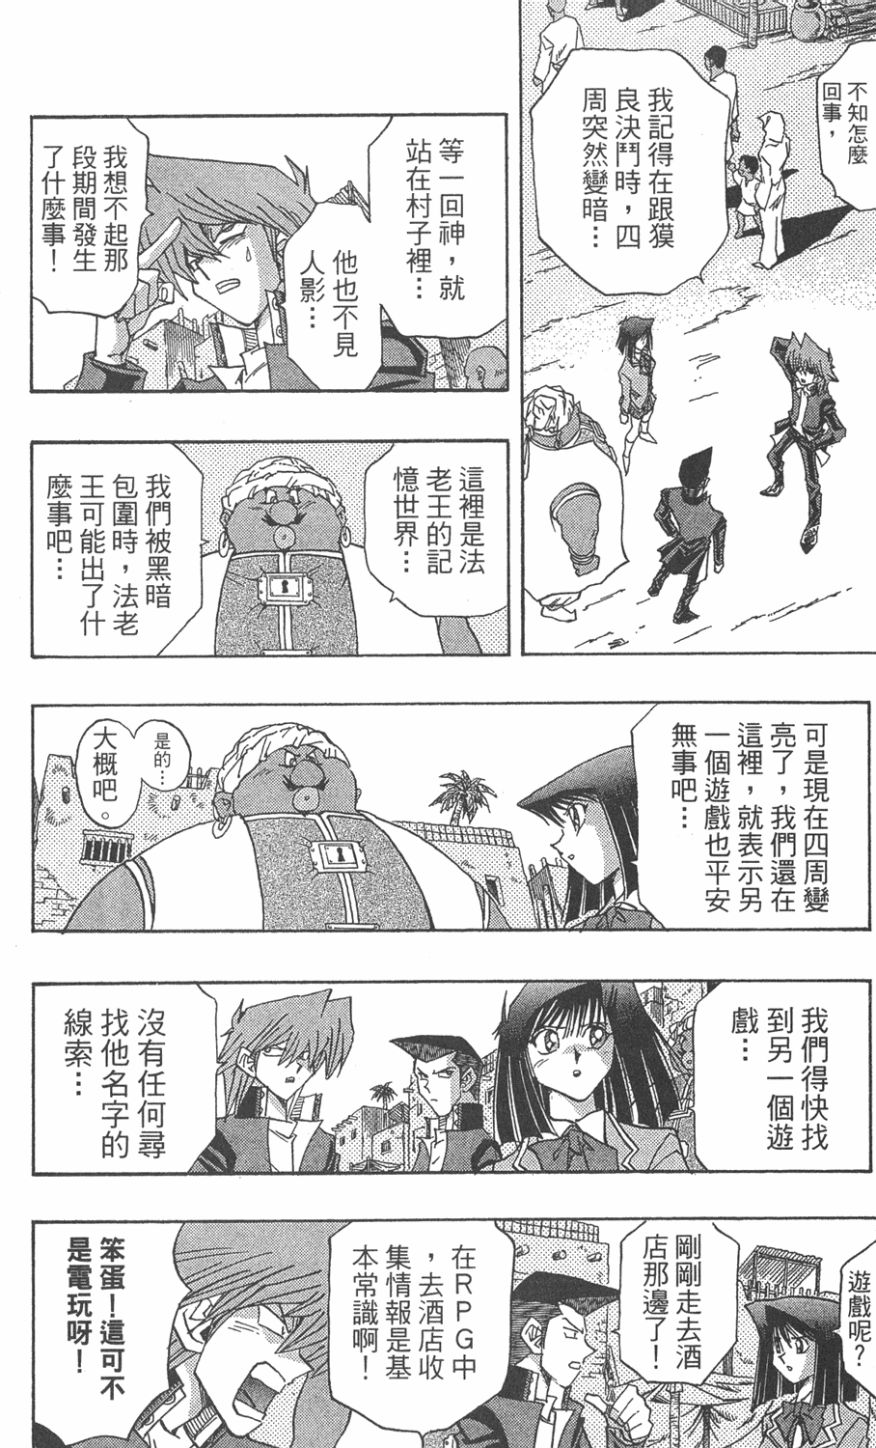 不知怎麼
回事，
我記得在跟獏
良決鬥時，四
周突然變暗…
等一回神，就
站在村子裡…
他也不見
人影…
我想不起那
段期間發生
了什麼事！
這裡是法
老王的記
憶世界…
我們被黑暗
包圍時，法老
王可能出了什
麼事吧…
可是現在四周變
亮了，我們還在
這裡，就表示另
一個遊戲也平安
無事吧…
是的…
大概吧。
我們得快找
到另一個遊
戲…
沒有任何尋
找他名字的
線索…
遊戲呢？
剛剛走去酒
店那邊了！
在RPG中
，去酒店收
集情報是基
本常識啊！
笨蛋！這可不
是電玩呀！